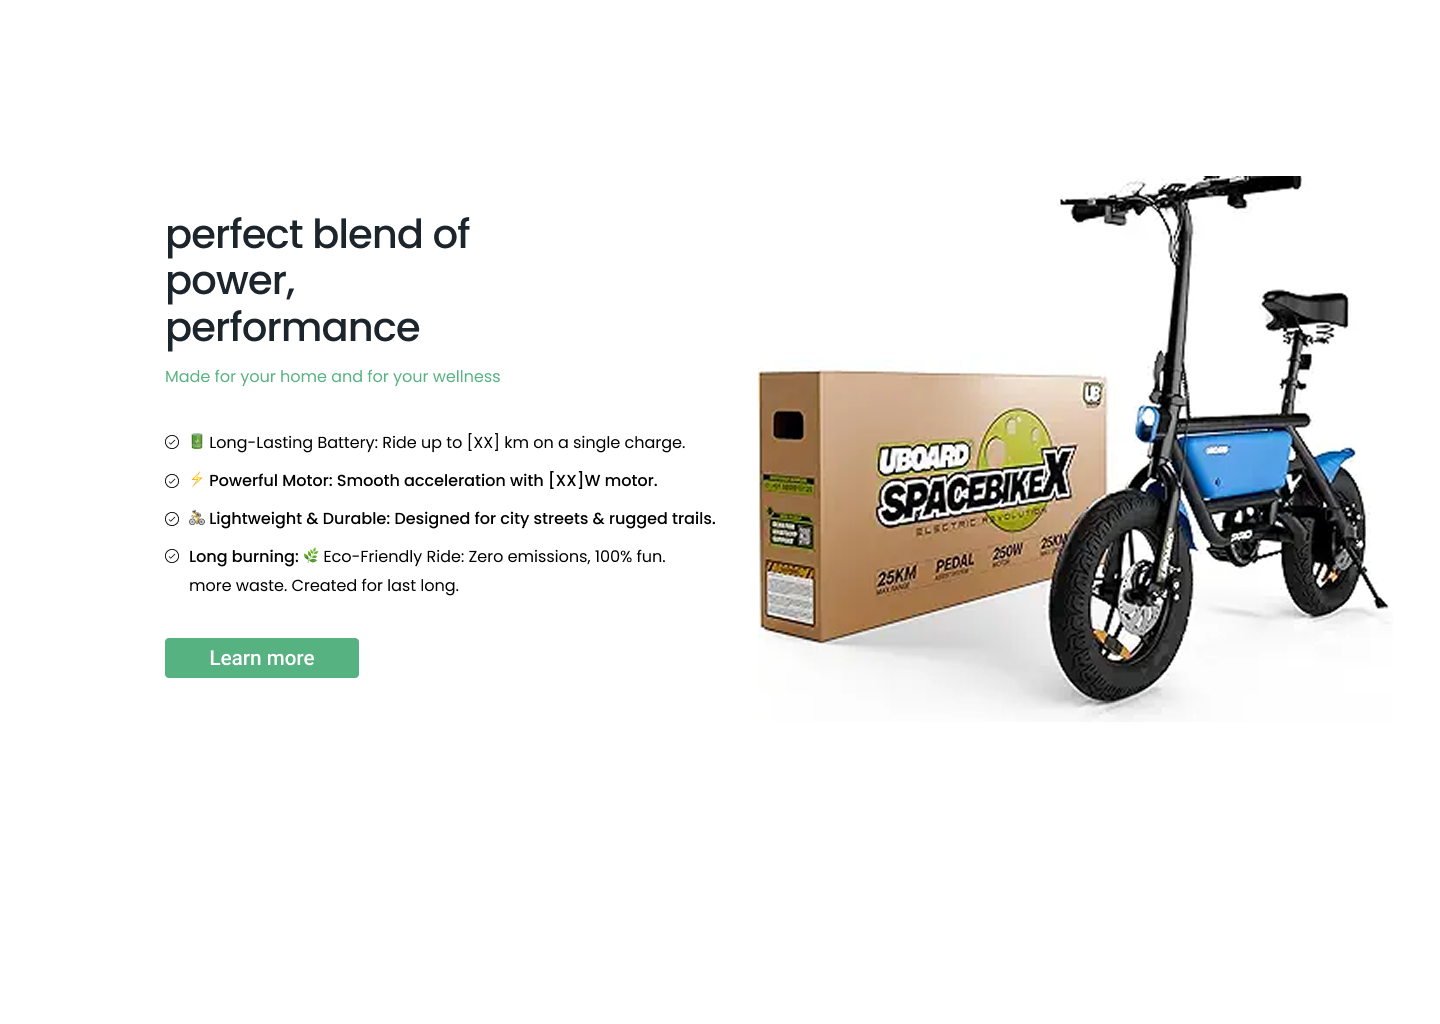 perfect blend of
power,
performance
Made for your home and for your wellness
🔋 Long-Lasting Battery: Ride up to [XX] km on a single charge.
⚡ Powerful Motor: Smooth acceleration with [XX]W motor.
🚴 Lightweight & Durable: Designed for city streets & rugged trails.
Long burning: 🌿 Eco-Friendly Ride: Zero emissions, 100% fun.
more waste. Created for last long.
Learn more
UB
UBOARD
SPACEBIKEX
ELECTRIC REVOLUTION
25KM
MAX RANGE
PEDAL
250W
MOTOR
25KM
UBOARD